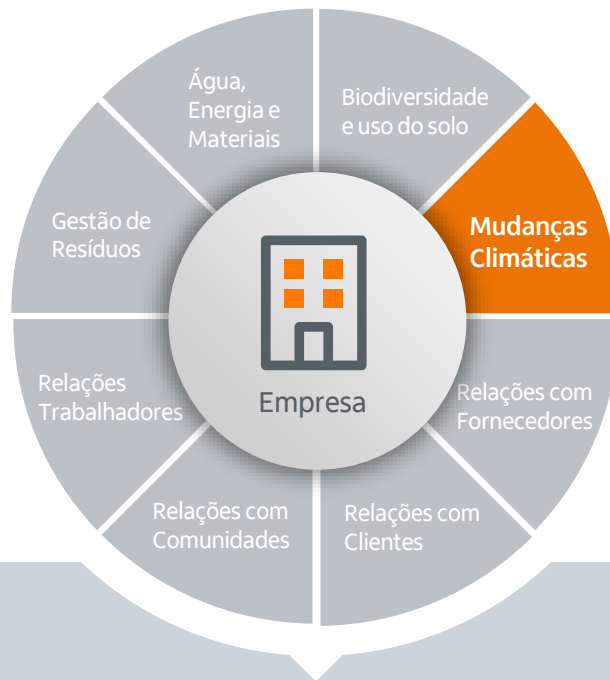 Água,
Energia e
Materiais
Biodiversidade
e uso do solo
Gestão de
Resíduos
Mudanças
Climáticas
Empresa
Relações
Trabalhadores
Relações com
Fornecedores
Relações com
Comunidades
Relações com
Clientes